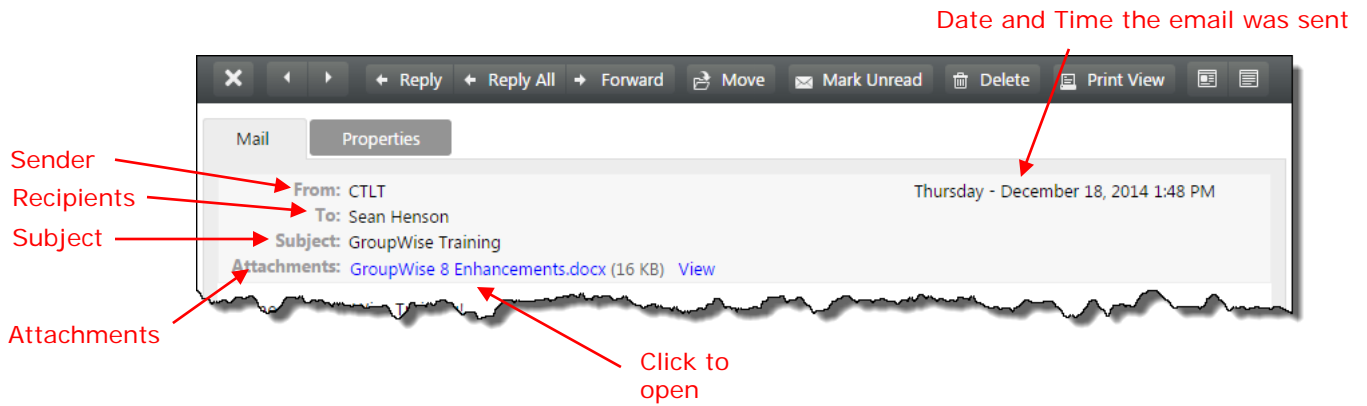 Date and Time the email was sent
Reply Reply All Forward Move Mark Unread Delete Print View
Mail Properties
Sender
From: CTLT Thursday - December 18, 2014 1:48 PM
Recipients
To: Sean Henson
Subject
Subject: GroupWise Training
Attachments: GroupWise 8 Enhancements.docx (16 KB) View
Attachments
Click to
open